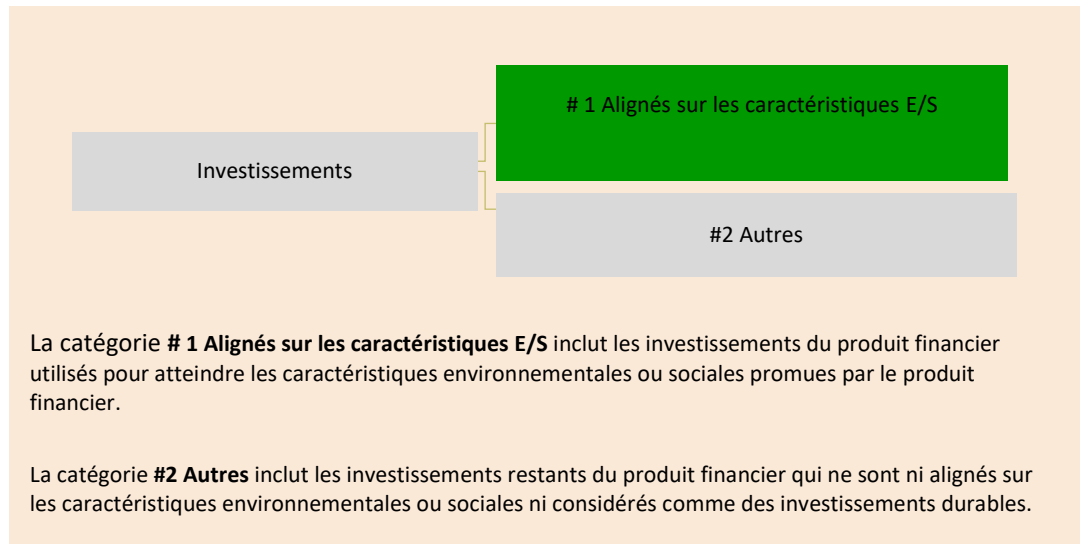 # 1 Alignés sur les caractéristiques E/S
Investissements
#2 Autres
La catégorie # 1 Alignés sur les caractéristiques E/S inclut les investissements du produit financier
utilisés pour atteindre les caractéristiques environnementales ou sociales promues par le produit
financier.
La catégorie #2 Autres inclut les investissements restants du produit financier qui ne sont ni alignés sur
les caractéristiques environnementales ou sociales ni considérés comme des investissements durables.